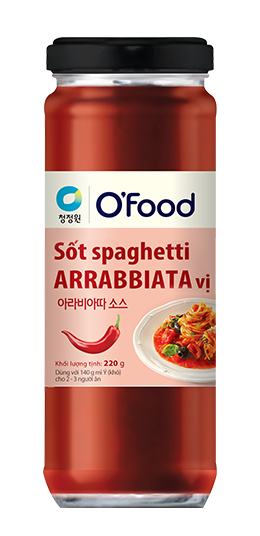 청정원
O'Food
Sốt spaghetti
ARRABBIATA vị
아라비아따 소스
Khối lượng tịnh: 220 g
Dùng với 140 g mì Ý (khô)
cho 2 - 3 người ăn